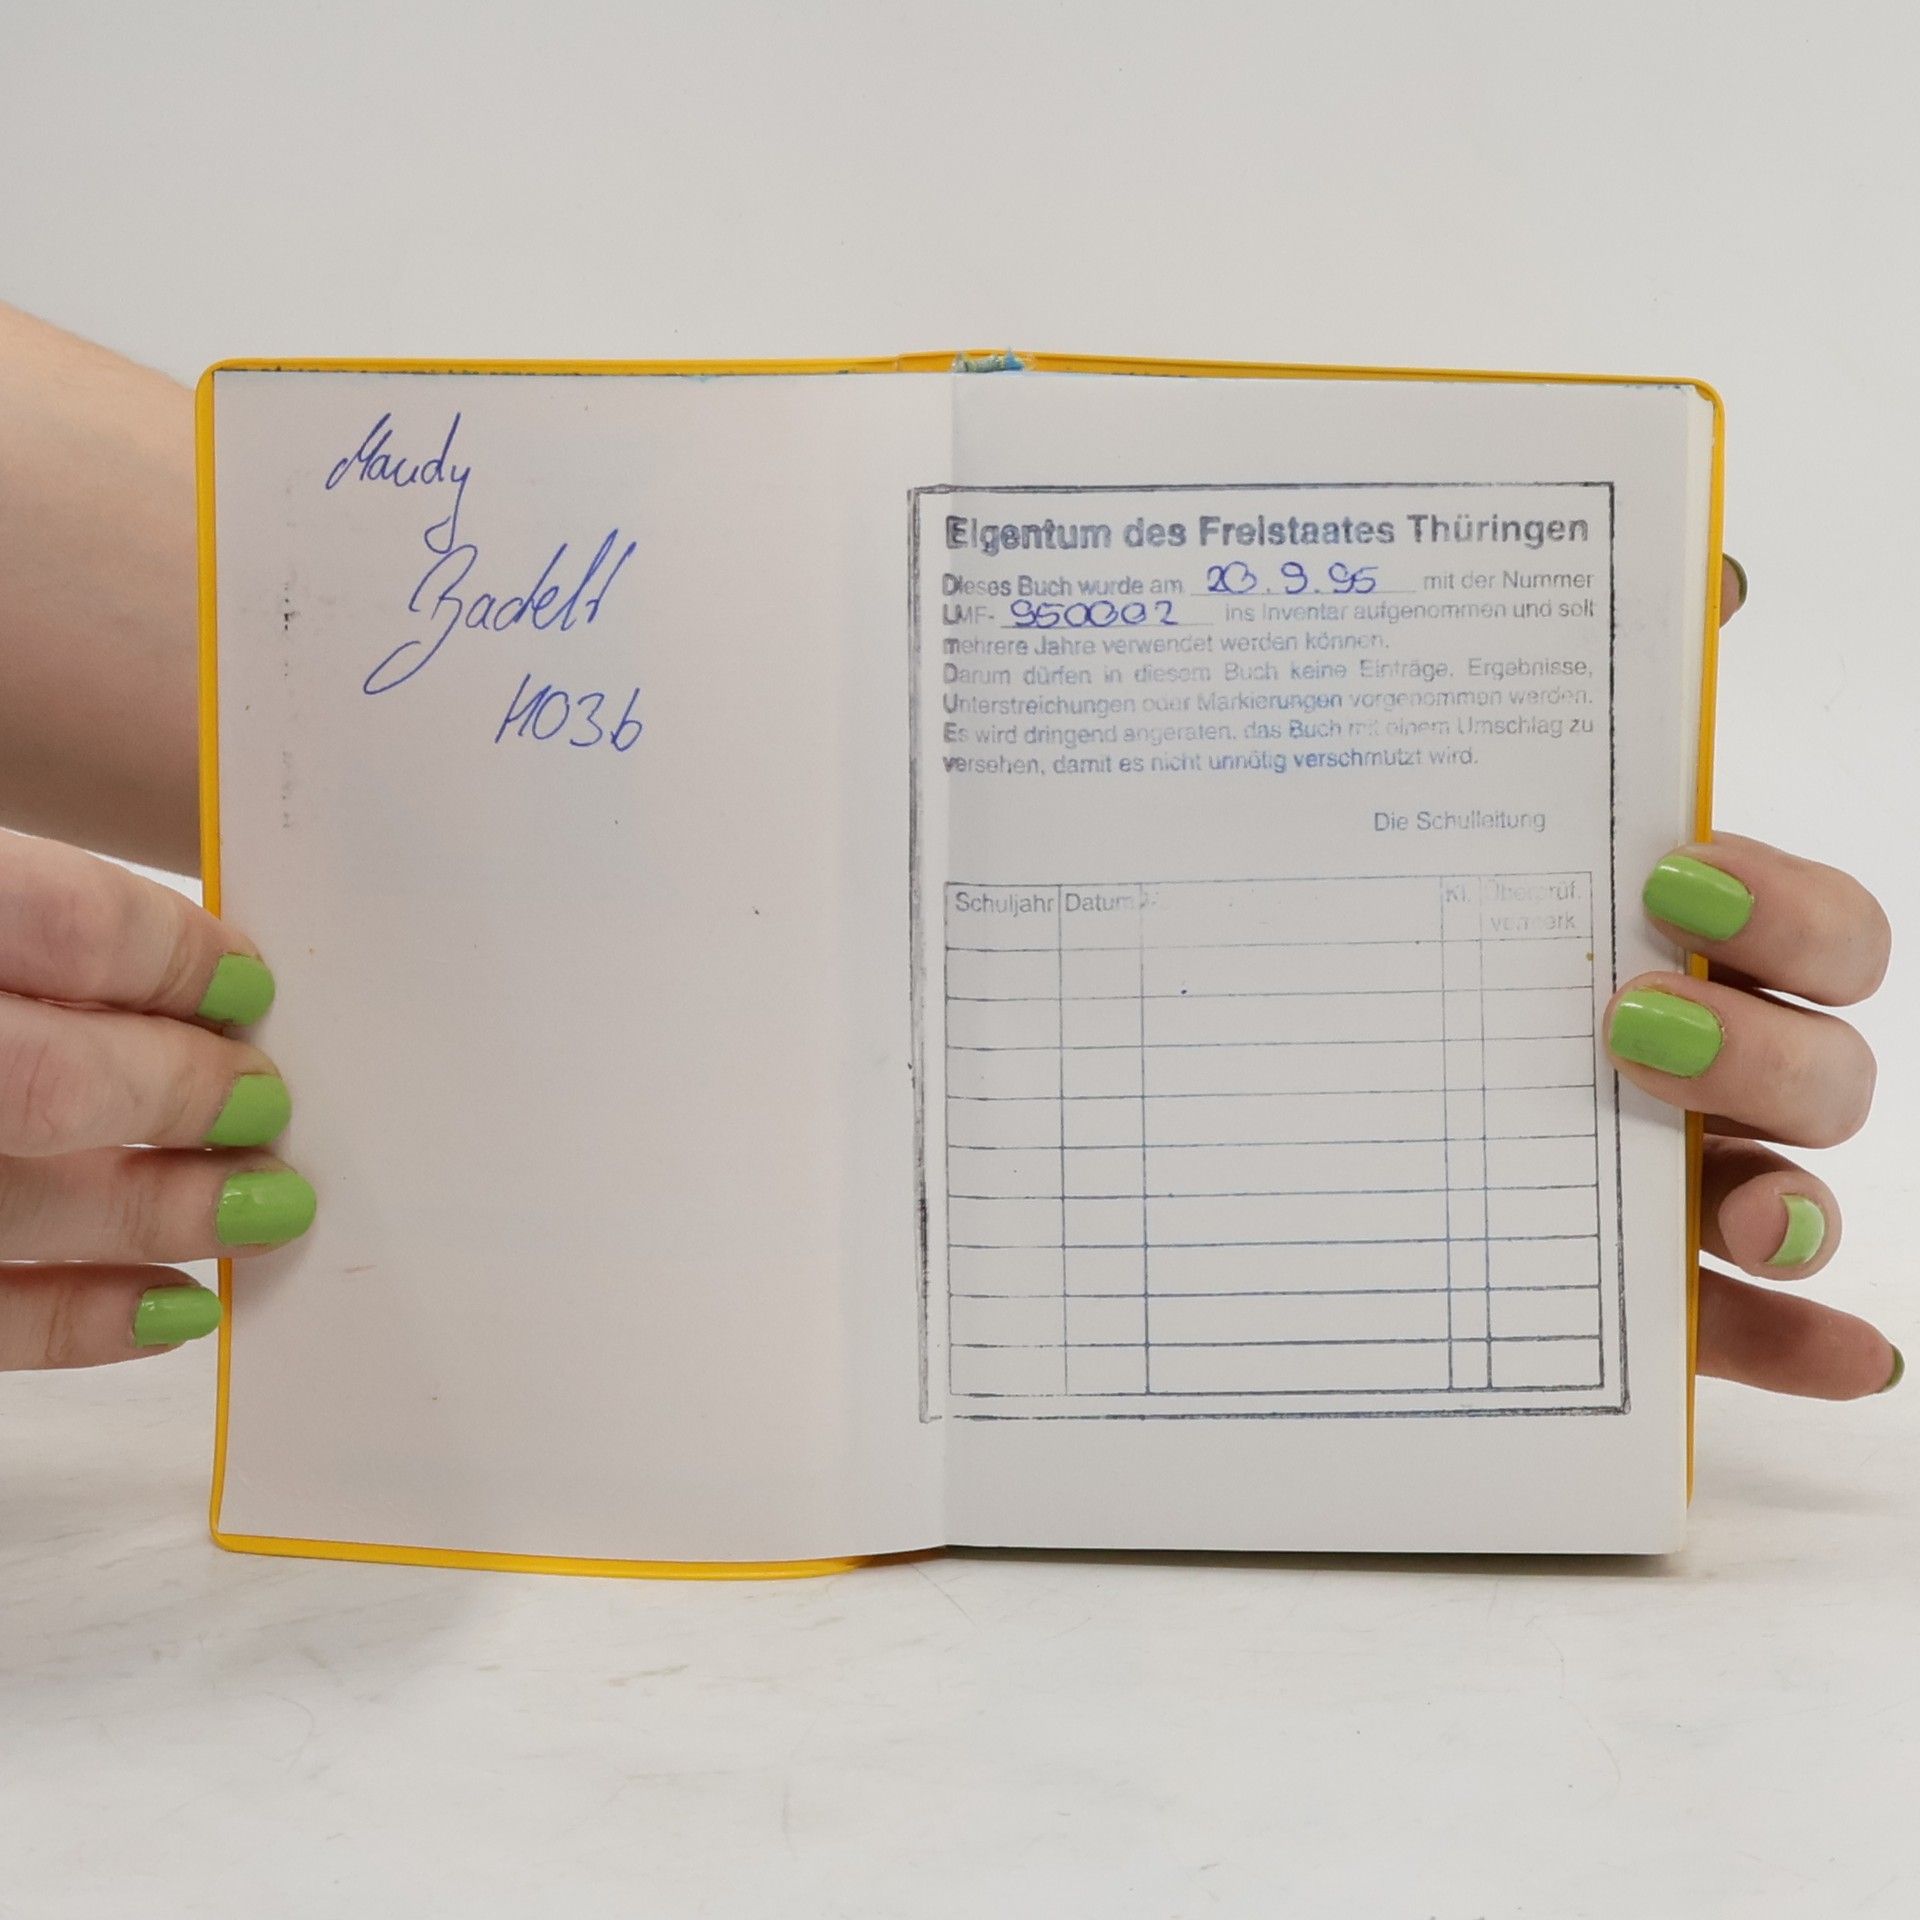 Mandy
Badelt
H03b
Eigentum des Freistaates Thüringen
Dieses Buch wurde am 20.9.95 mit der Nummer
LMF- 950002 ins Inventar aufgenommen und soll
mehrere Jahre verwendet werden können.
Darum dürfen in diesem Buch keine Einträge, Ergebnisse,
Unterstreichungen oder Markierungen vorgenommen werden.
Es wird dringend angeraten, das Buch mit einem Umschlag zu
versehen, damit es nicht unnötig verschmutzt wird.
Die Schulleitung
Schuljahr Datum Kl. Überprüf.
vermerk